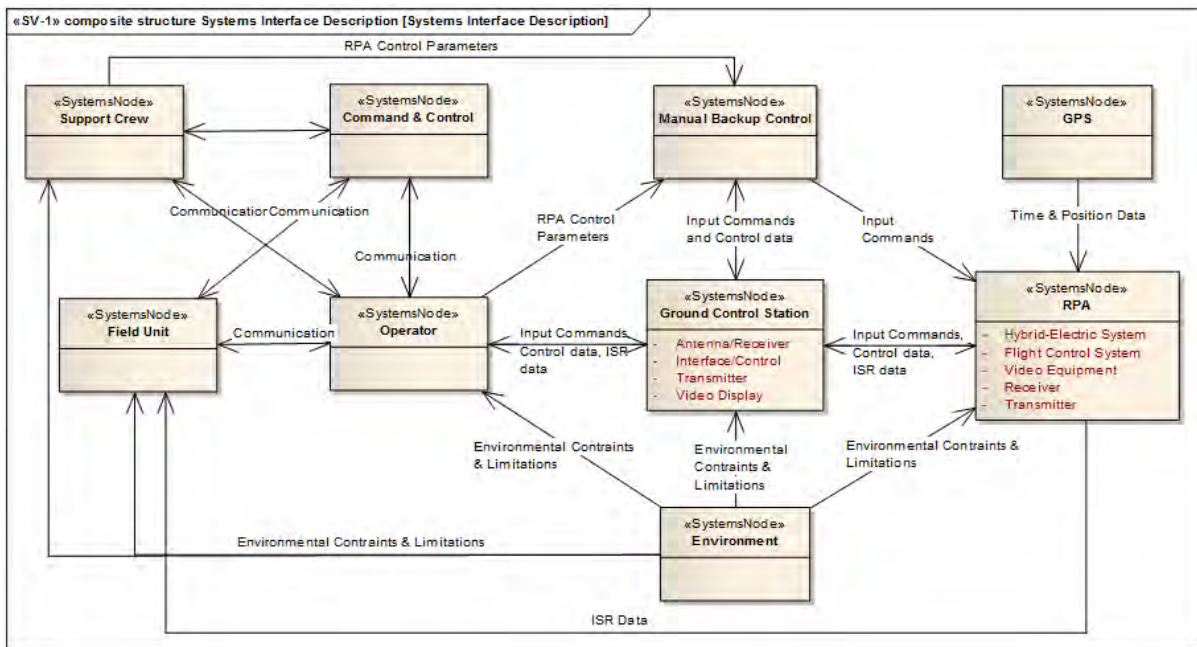 «SV-1» composite structure Systems Interface Description [Systems Interface Description]
RPA Control Parameters
«SystemsNode»
Support Crew
«SystemsNode»
Command & Control
«SystemsNode»
Manual Backup Control
«SystemsNode»
GPS
Communication
Communication
Communication
RPA Control
Parameters
Input Commands
and Control data
Input
Commands
Time & Position Data
«SystemsNode»
Field Unit
Communication
«SystemsNode»
Operator
Input Commands,
Control data, ISR
data
«SystemsNode»
Ground Control Station
- Antenna/Receiver
- Interface/Control
- Transmitter
- Video Display
Input Commands,
Control data,
ISR data
«SystemsNode»
RPA
- Hybrid-Electric System
- Flight Control System
- Video Equipment
- Receiver
- Transmitter
Environmental Contraints
& Limitations
Environmental
Contraints &
Limitations
Environmental Contraints &
Limitations
«SystemsNode»
Environment
Environmental Contraints & Limitations
ISR Data